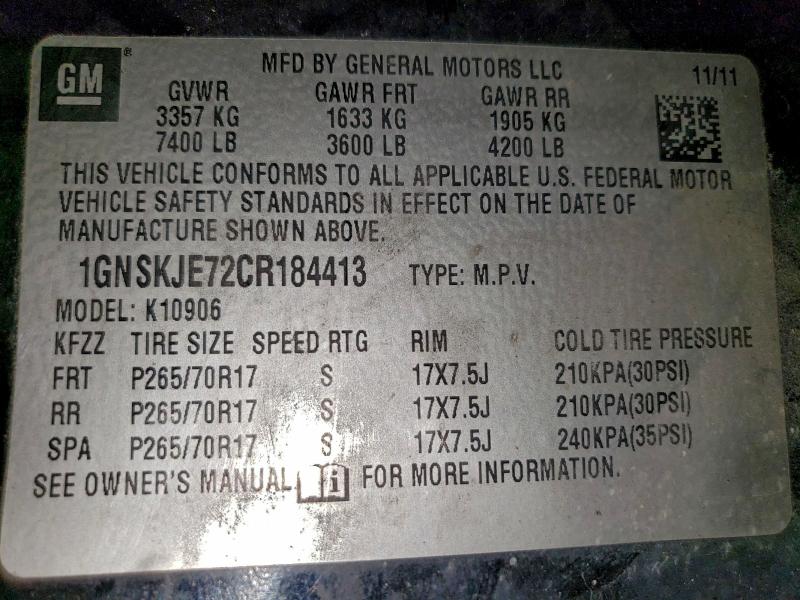 GM®
MFD BY GENERAL MOTORS LLC 11/11
GVWR GAWR FRT GAWR RR
3357 KG 1633 KG 1905 KG
7400 LB 3600 LB 4200 LB
THIS VEHICLE CONFORMS TO ALL APPLICABLE U.S. FEDERAL MOTOR
VEHICLE SAFETY STANDARDS IN EFFECT ON THE DATE OF
MANUFACTURE SHOWN ABOVE.
1GNSKJE72CR184413 TYPE: M.P.V.
MODEL: K10906
KFZZ TIRE SIZE SPEED RTG RIM COLD TIRE PRESSURE
FRT P265/70R17 S 17X7.5J 210KPA(30PSI)
RR P265/70R17 S 17X7.5J 210KPA(30PSI)
SPA P265/70R17 S 17X7.5J 240KPA(35PSI)
SEE OWNER'S MANUAL i FOR MORE INFORMATION.